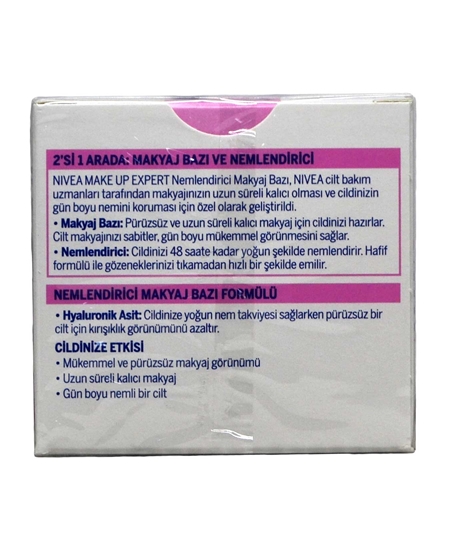 2'Sİ 1 ARADA: MAKYAJ BAZI VE NEMLENDİRİCİ
NIVEA MAKE UP EXPERT Nemlendirici Makyaj Bazı, NIVEA cilt bakım
uzmanları tarafından makyajınızın uzun süreli kalıcı olması ve cildinizin
gün boyu nemini koruması için özel olarak geliştirildi.
• Makyaj Bazı: Pürüzsüz ve uzun süreli kalıcı makyaj için cildinizi hazırlar.
Cilt makyajınızı sabitler, gün boyu mükemmel görünmesini sağlar.
• Nemlendirici: Cildinizi 48 saate kadar yoğun şekilde nemlendirir. Hafif
formülü ile gözeneklerinizi tıkamadan hızlı bir şekilde emilir.
NEMLENDİRİCİ MAKYAJ BAZI FORMÜLÜ
• Hyaluronik Asit: Cildinize yoğun nem takviyesi sağlarken pürüzsüz bir
cilt için kırışıklık görünümünü azaltır.
CİLDİNİZE ETKİSİ
• Mükemmel ve pürüzsüz makyaj görünümü
• Uzun süreli kalıcı makyaj
• Gün boyu nemli bir cilt